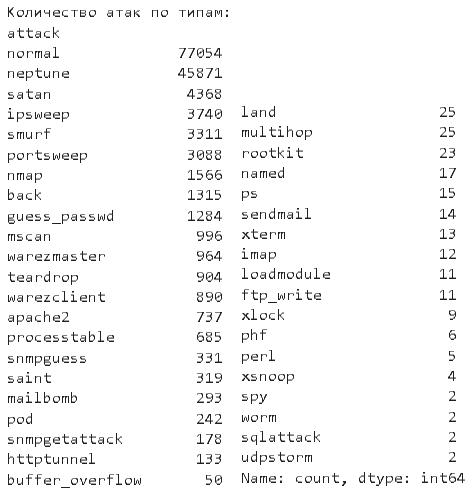 Количество атак по типам:
attack
normal 77054
neptune 45871
satan 4368
ipsweep 3740
smurf 3311
portsweep 3088
nmap 1566
back 1315
guess_passwd 1284
mscan 996
warezmaster 964
teardrop 904
warezclient 890
apache2 737
processtable 685
snmpguess 331
saint 319
mailbomb 293
pod 242
snmpgetattack 178
httptunnel 133
buffer_overflow 50
land 25
multihop 25
rootkit 23
named 17
ps 15
sendmail 14
xterm 13
imap 12
loadmodule 11
ftp_write 11
xlock 9
phf 6
perl 5
xsnoop 4
spy 2
worm 2
sqlattack 2
udpstorm 2
Name: count, dtype: int64